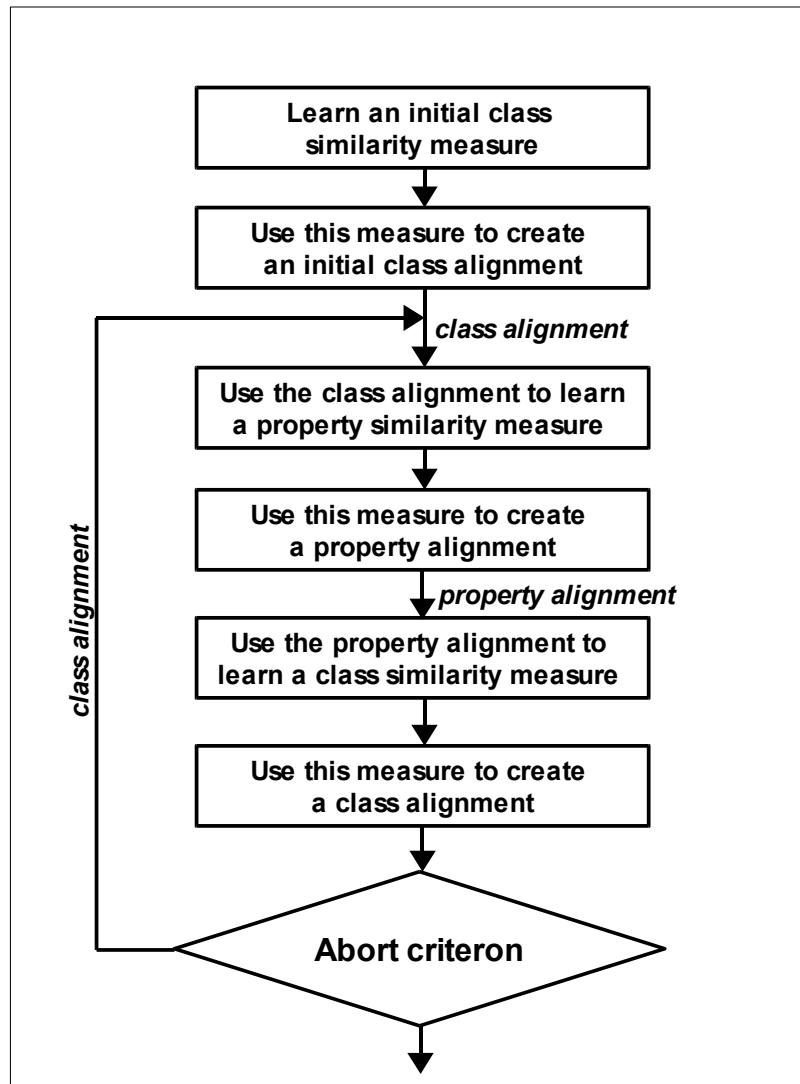 Learn an initial class
similarity measure
Use this measure to create
an initial class alignment
class alignment
Use the class alignment to learn
a property similarity measure
Use this measure to create
a property alignment
property alignment
Use the property alignment to
learn a class similarity measure
class alignment
Use this measure to create
a class alignment
Abort criteron